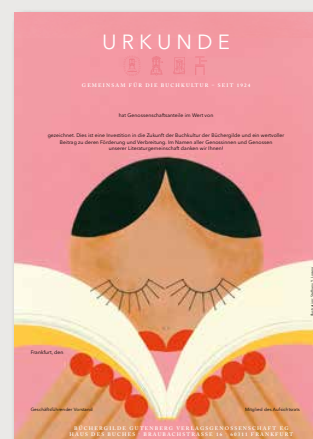 URKUNDE
GEMEINSAM FÜR DIE BUCHKULTUR · SEIT 1924
hat Genossenschaftsanteile im Wert von
gezeichnet. Dies ist eine Investition in die Zukunft der Buchkultur der Büchergilde und ein wertvoller
Beitrag zu deren Förderung und Verbreitung. Im Namen aller Genossinnen und Genossen
unserer Literaturgemeinschaft danken wir Ihnen!
Frankfurt, den
Geschäftsführender Vorstand
Mitglied des Aufsichtsrats
BÜCHERGILDE GUTENBERG VERLAGSGENOSSENSCHAFT EG
HAUS DES BUCHES · BRAUBACHSTRASSE 16 · 60311 FRANKFURT